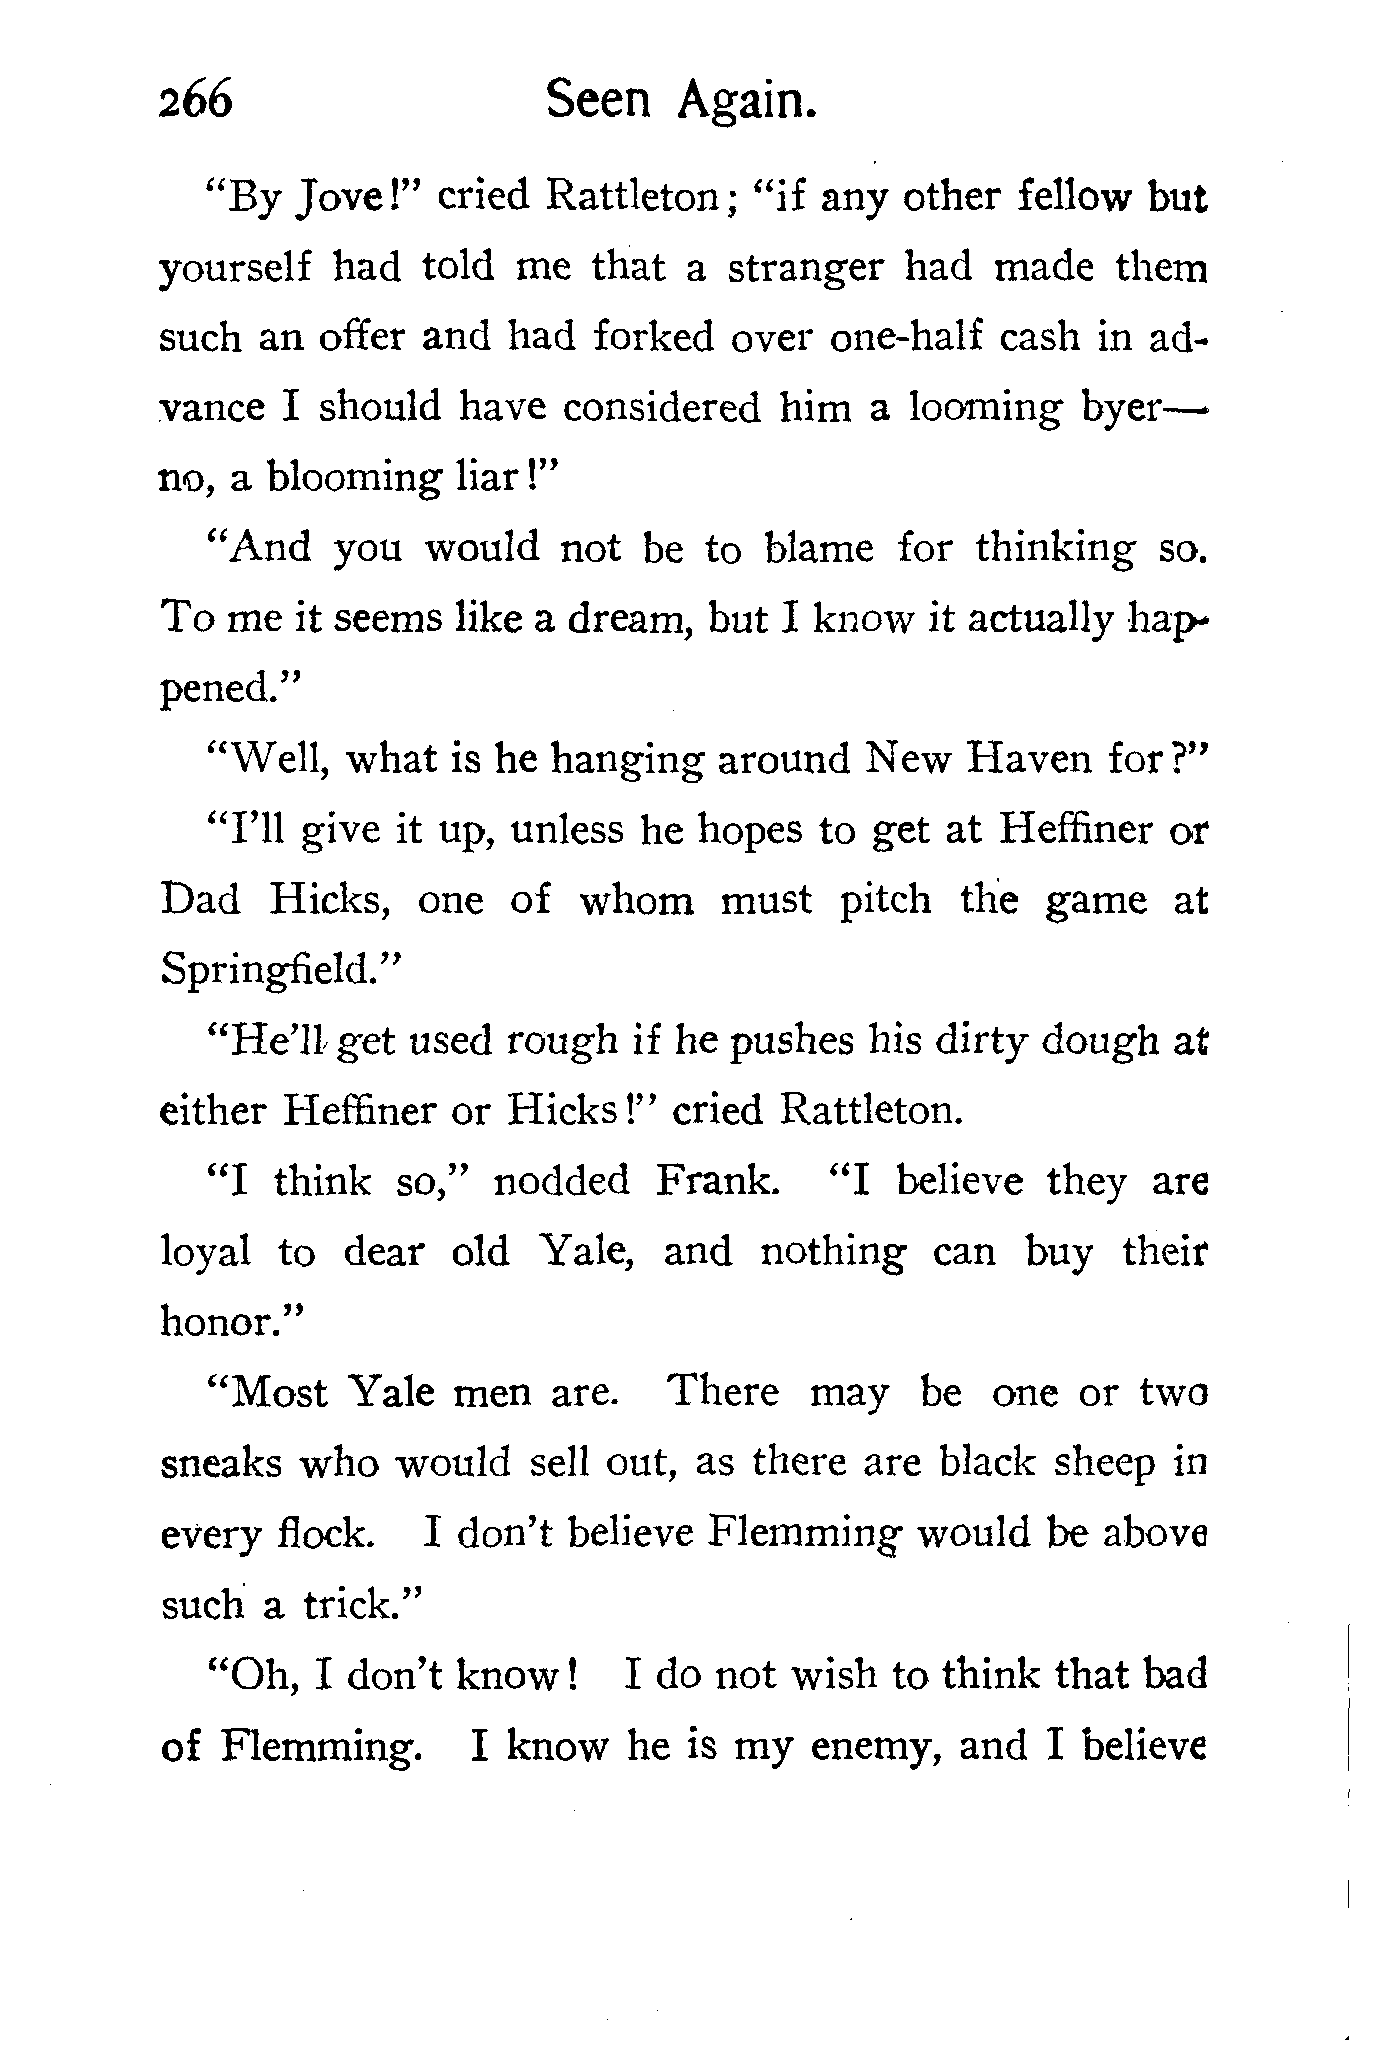 266 Seen Again.
“By Jove!” cried Rattleton; “if any other fellow but
yourself had told me that a stranger had made them
such an offer and had forked over one-half cash in ad-
vance I should have considered him a looming byer—
no, a blooming liar!”
“And you would not be to blame for thinking so.
To me it seems like a dream, but I know it actually hap-
pened.”
“Well, what is he hanging around New Haven for?”
“I’ll give it up, unless he hopes to get at Heffiner or
Dad Hicks, one of whom must pitch the game at
Springfield.”
“He’ll get used rough if he pushes his dirty dough at
either Heffiner or Hicks!” cried Rattleton.
“I think so,” nodded Frank. “I believe they are
loyal to dear old Yale, and nothing can buy their
honor.”
“Most Yale men are. There may be one or two
sneaks who would sell out, as there are black sheep in
every flock. I don’t believe Flemming would be above
such a trick.”
“Oh, I don’t know! I do not wish to think that bad
of Flemming. I know he is my enemy, and I believe